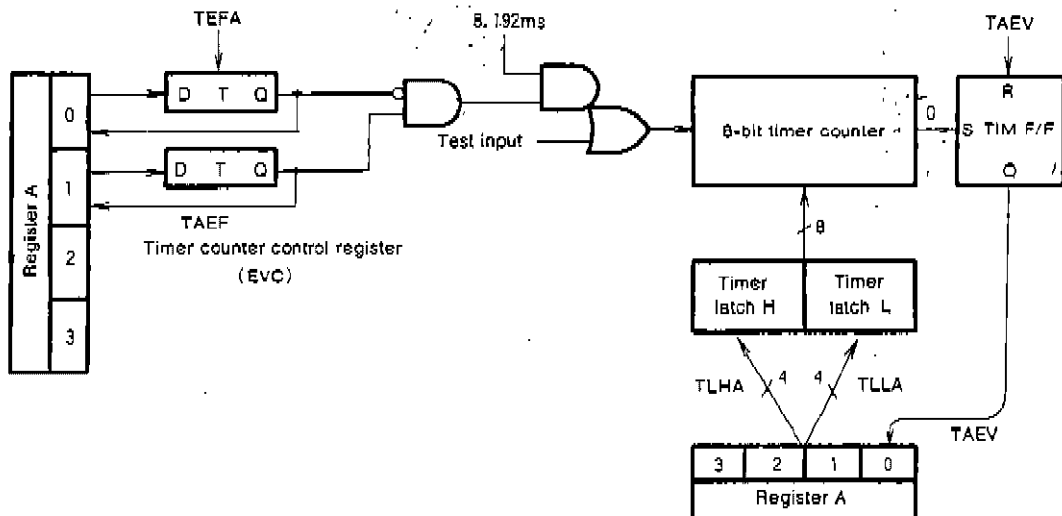 TEFA
8.192ms
TAEV
Register A
0
1
2
3
D T Q
D T Q
TAEF
Timer counter control register
(EVC)
Test input
8-bit timer counter
0
R
S TIM F/F
Q
8
Timer latch H
Timer latch L
TLHA
4
4
TLLA
TAEV
3 2 1 0
Register A